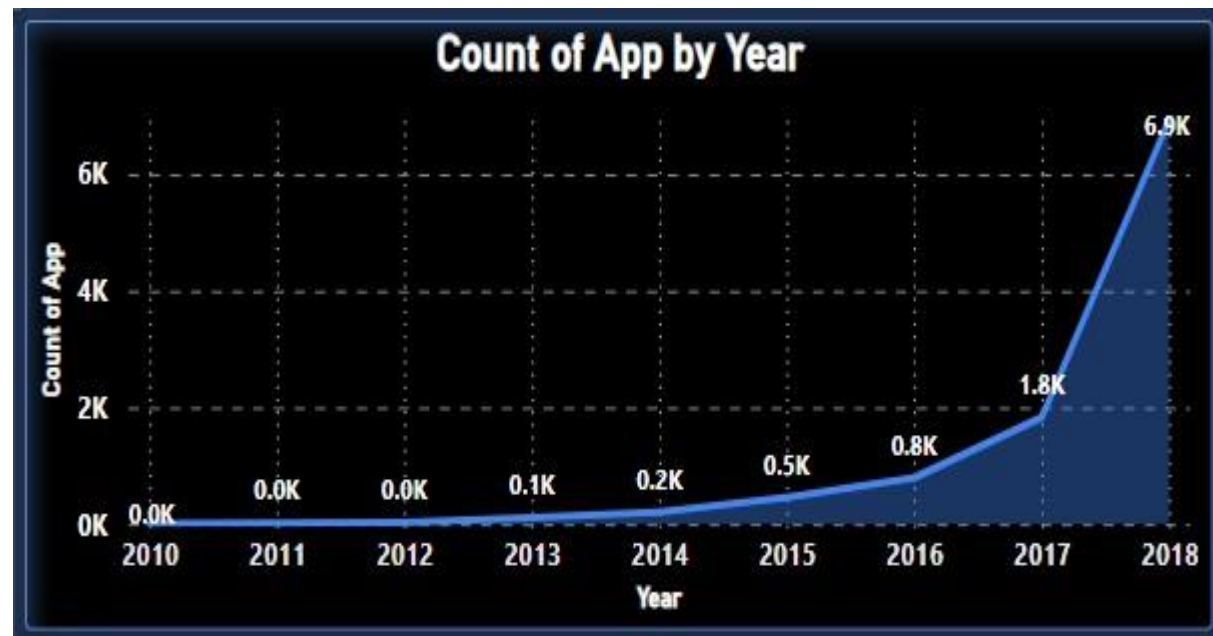 Count of App by Year
6.9K
6K
4K
1.8K
2K
0.8K
0.5K
0.2K
0.1K
0.0K
0.0K
0.0K
0K
2010 2011 2012 2013 2014 2015 2016 2017 2018
Year
Count of App